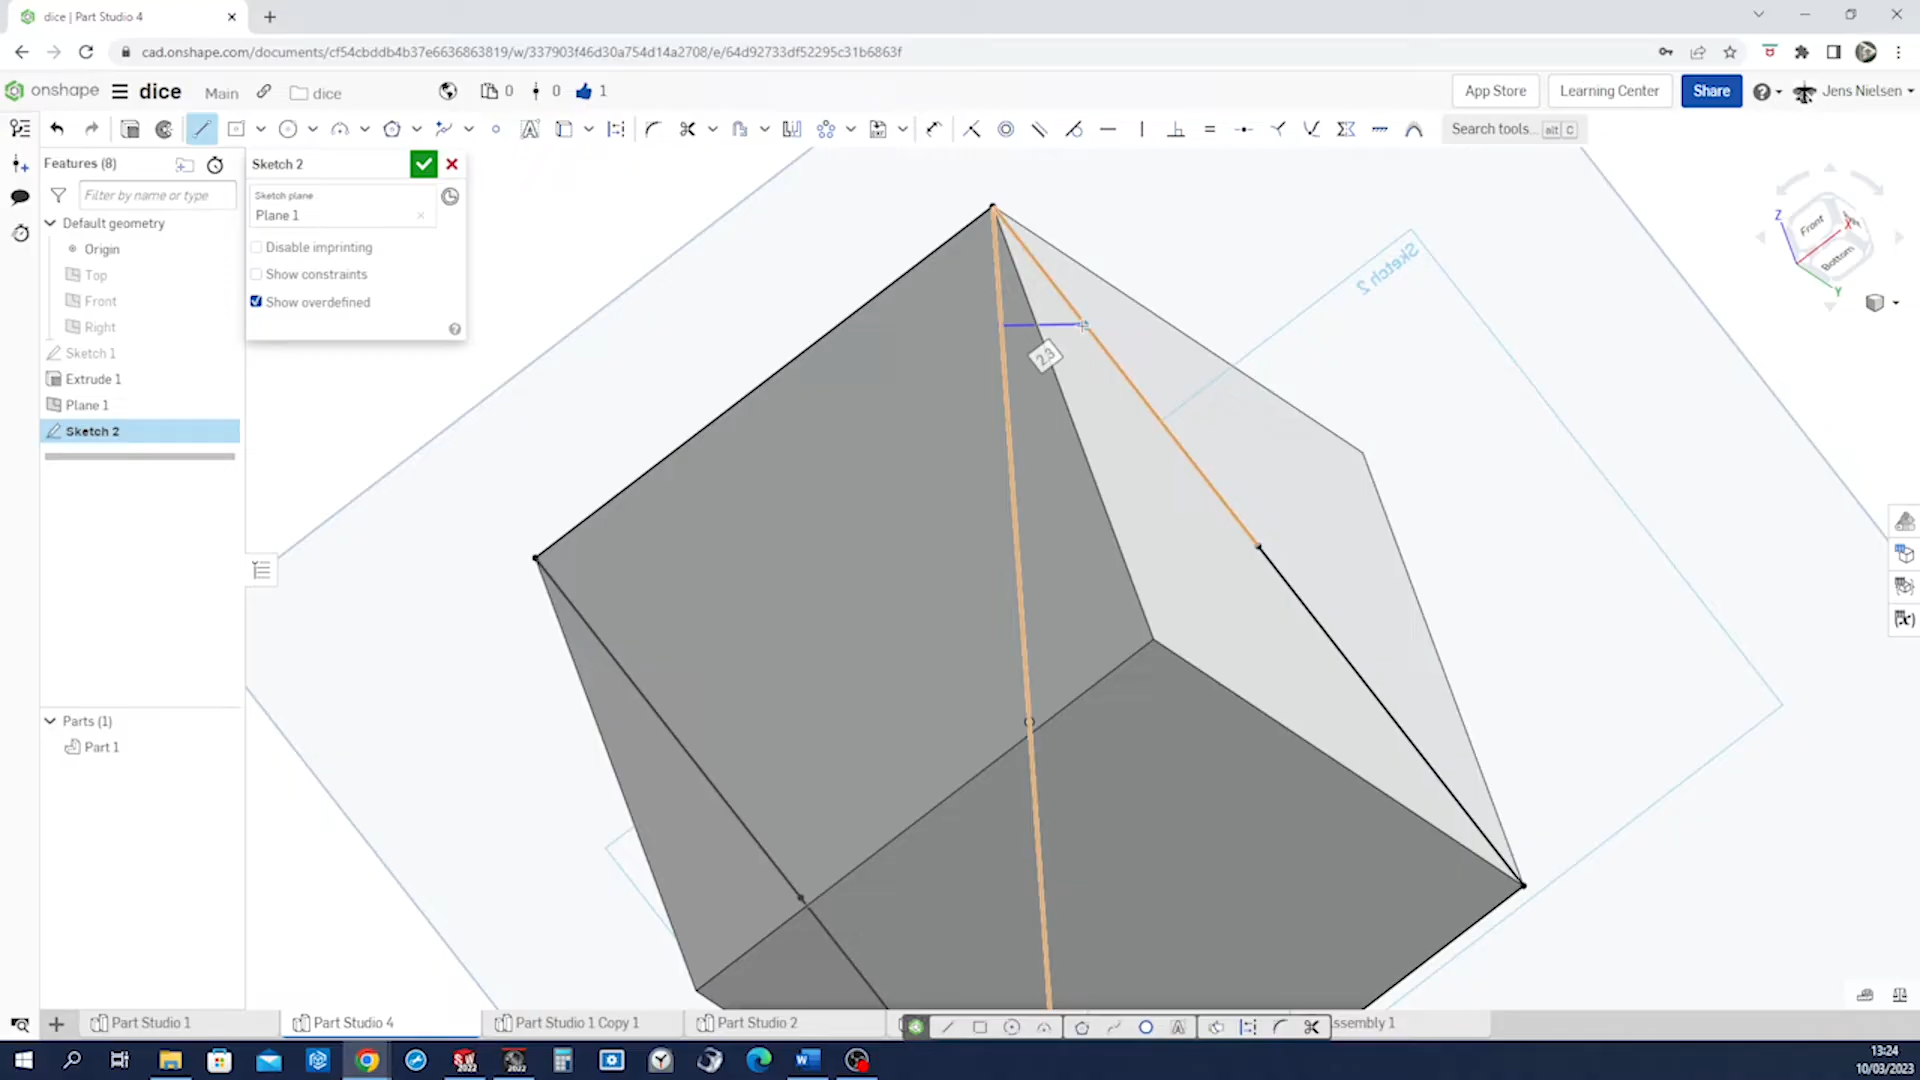 dice | Part Studio 4
cad.onshape.com/documents/cf54cbddb4b37e6636863819/w/337903f46d30a754d14a2708/e/64d92733df52295c31b6863f
onshape dice Main dice 0 0 1 App Store Learning Center Share Jens Nielsen
Search tools... alt C
Features (8)
Filter by name or type
Default geometry
Origin
Top
Front
Right
Sketch 1
Extrude 1
Plane 1
Sketch 2
Sketch 2
Sketch plane
Plane 1
Disable imprinting
Show constraints
Show overdefined
Sketch 2
2.3
Z
Front
X
Bottom
Y
Parts (1)
Part 1
Part Studio 1
Part Studio 4
Part Studio 1 Copy 1
Part Studio 2
ssembly 1
13:24
10/03/2023